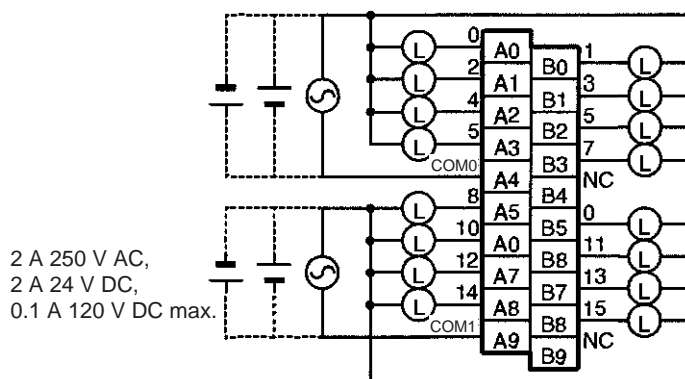 0 A0 B0 1
L L
2 A1 B1 3
L L
4 A2 B2 5
L L
5 A3 B3 7
L L
COM0 A4 B4 NC
8 A5 B5 0
L L
10 A0 B8 11
L L
12 A7 B7 13
L L
14 A8 B8 15
L L
COM1 A9 B9 NC
2 A 250 V AC,
2 A 24 V DC,
0.1 A 120 V DC max.